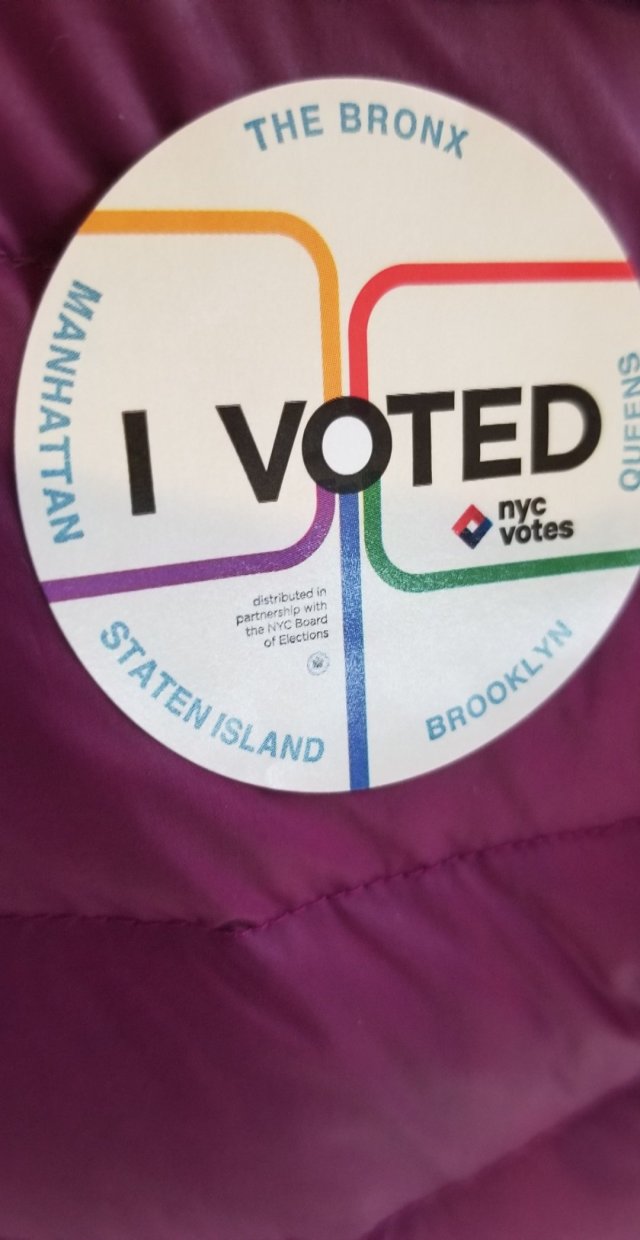 THE BRONX
MANHATTAN
QUEENS
I VOTED
nyc
votes
distributed in
partnership with
the NYC Board
of Elections
STATEN ISLAND
BROOKLYN